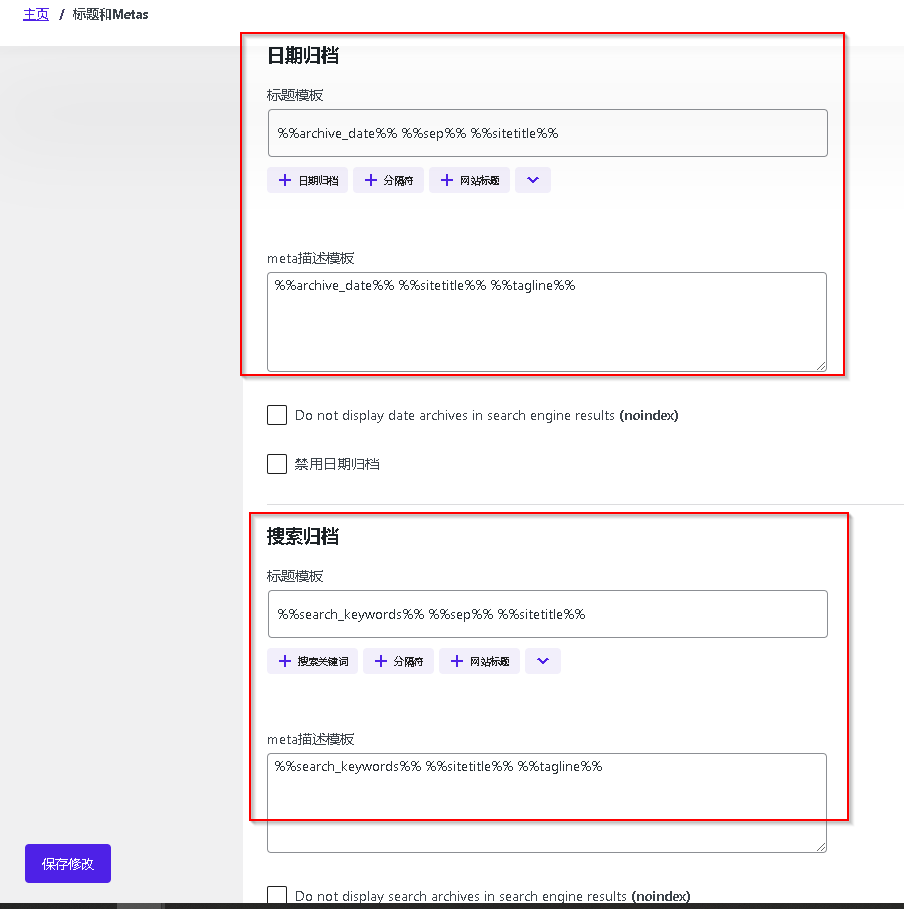 主页 / 标题和Metas
日期归档
标题模板
%%archive_date%% %%sep%% %%sitetitle%%
+ 日期归档 + 分隔符 + 网站标题
meta描述模板
%%archive_date%% %%sitetitle%% %%tagline%%
Do not display date archives in search engine results (noindex)
禁用日期归档
搜索归档
标题模板
%%search_keywords%% %%sep%% %%sitetitle%%
+ 搜索关键词 + 分隔符 + 网站标题
meta描述模板
%%search_keywords%% %%sitetitle%% %%tagline%%
保存修改
Do not display search archives in search engine results (noindex)